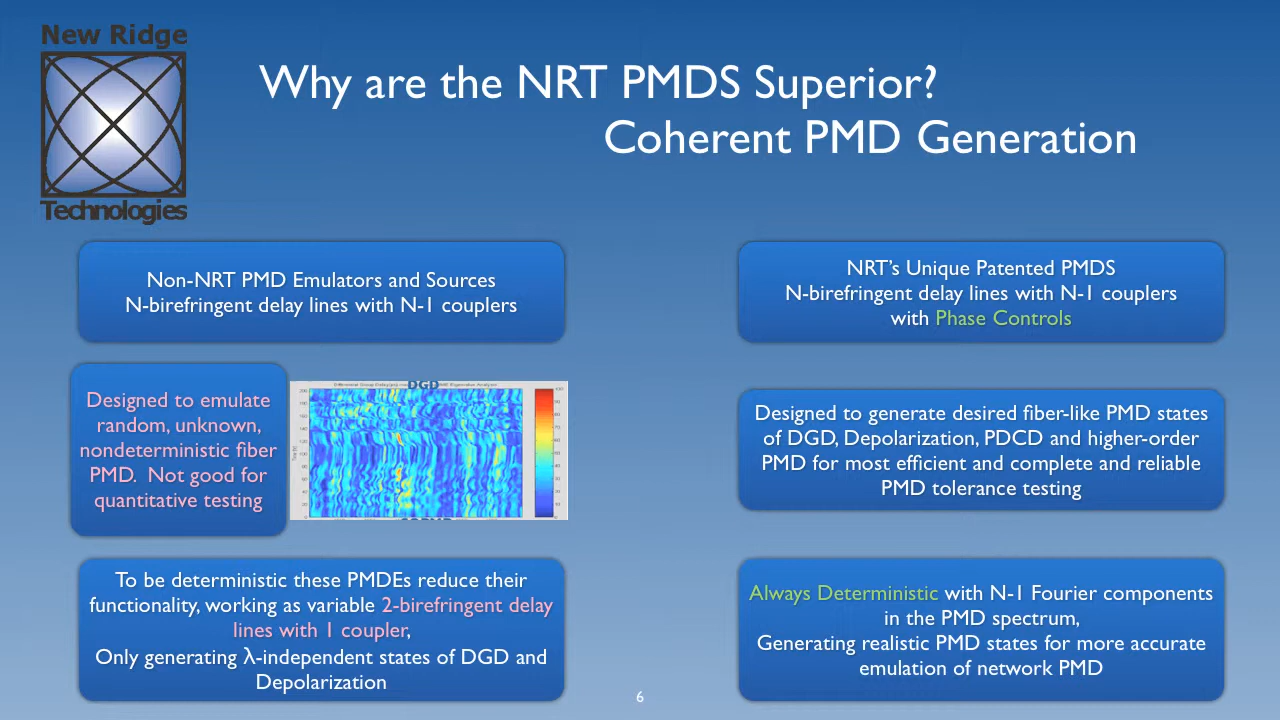 New Ridge
Technologies
Why are the NRT PMDS Superior?
Coherent PMD Generation
Non-NRT PMD Emulators and Sources
N-birefringent delay lines with N-1 couplers
NRT's Unique Patented PMDS
N-birefringent delay lines with N-1 couplers
with Phase Controls
Designed to emulate
random, unknown,
nondeterministic fiber
PMD. Not good for
quantitative testing
DGD
Designed to generate desired fiber-like PMD states
of DGD, Depolarization, PDCD and higher-order
PMD for most efficient and complete and reliable
PMD tolerance testing
To be deterministic these PMDEs reduce their
functionality, working as variable 2-birefringent delay
lines with 1 coupler,
Only generating λ-independent states of DGD and
Depolarization
Always Deterministic with N-1 Fourier components
in the PMD spectrum,
Generating realistic PMD states for more accurate
emulation of network PMD
6